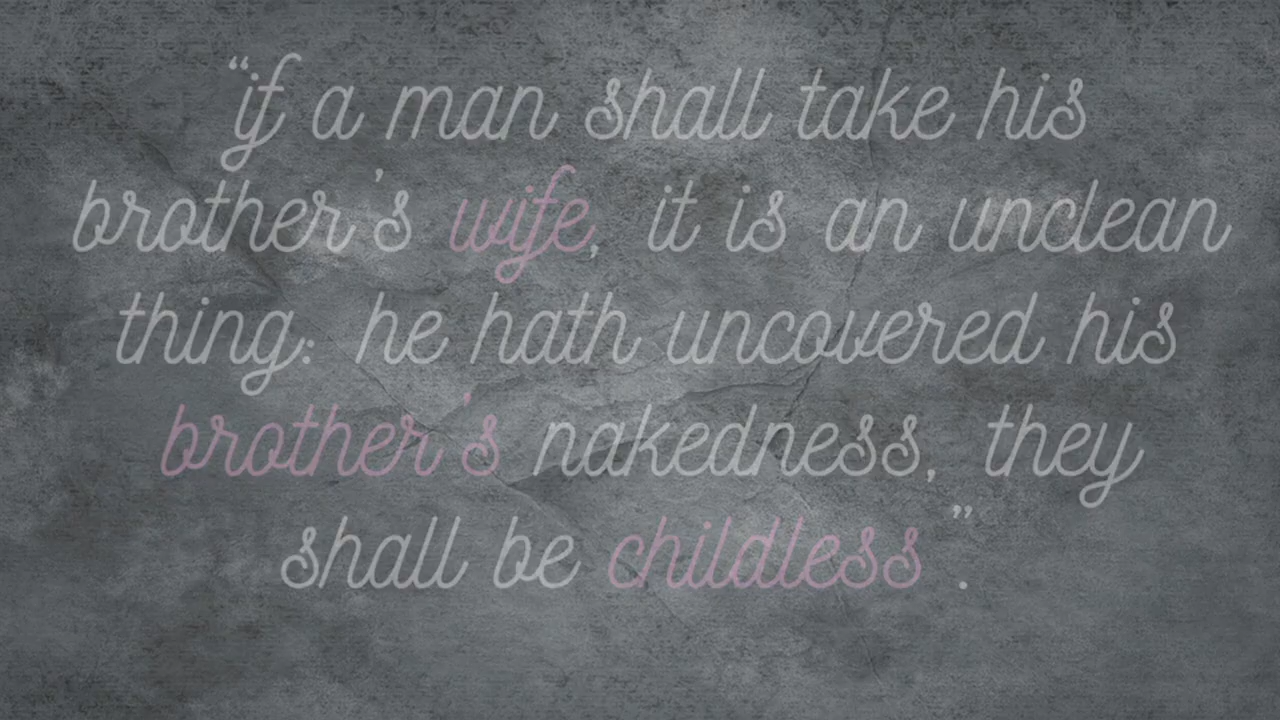 “if a man shall take his
brother's wife, it is an unclean
thing: he hath uncovered his
brother's nakedness, they
shall be childless ”.